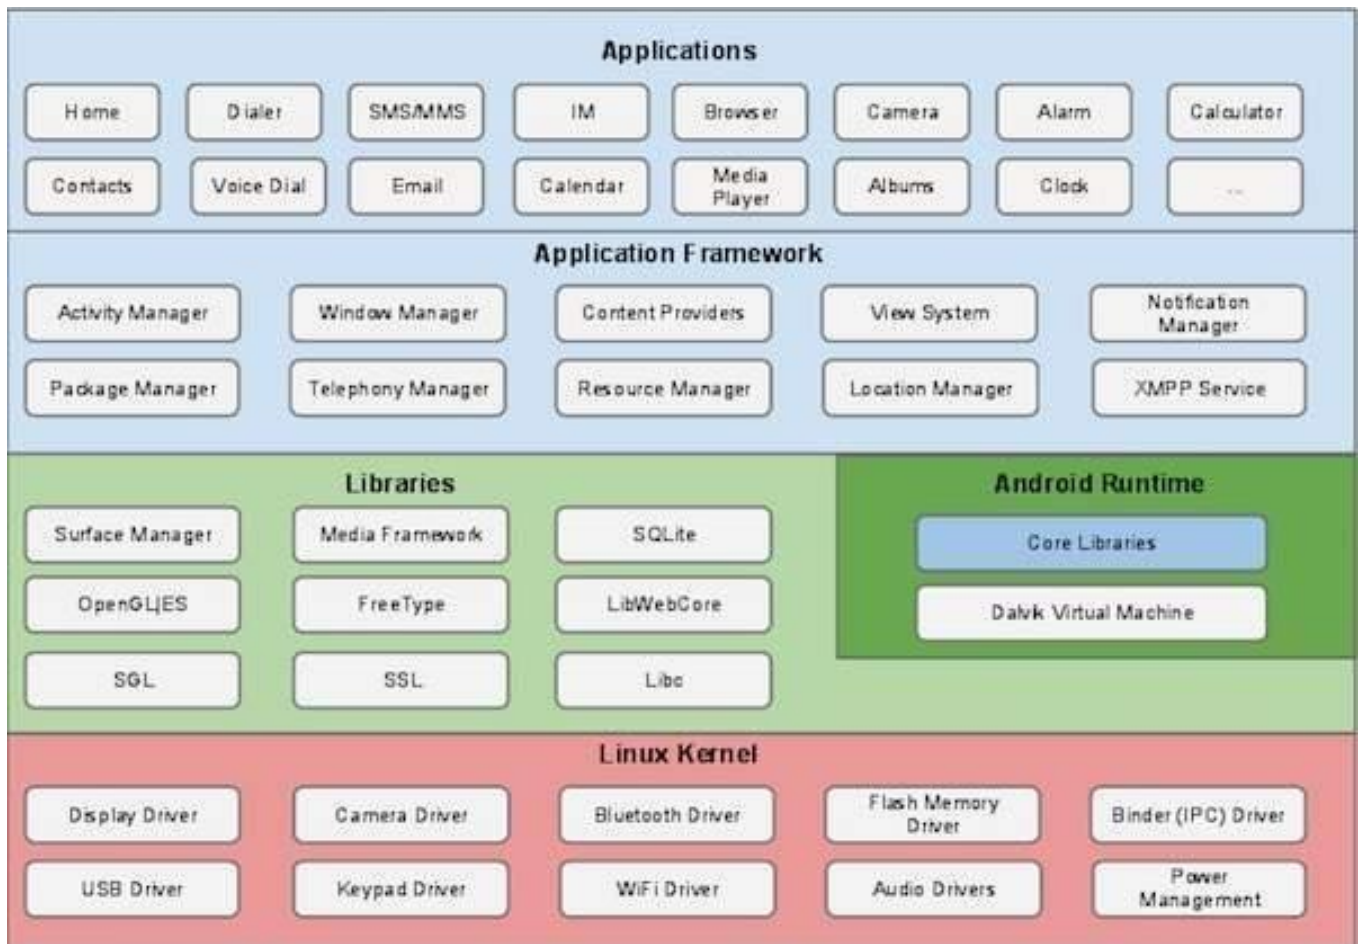 Applications
Home
Dialer
SMS/MMS
IM
Browser
Camera
Alarm
Calculator
Contacts
Voice Dial
Email
Calendar
Media
Player
Albums
Clock
...
Application Framework
Activity Manager
Window Manager
Content Providers
View System
Notification
Manager
Package Manager
Telephony Manager
Resource Manager
Location Manager
XMPP Service
Libraries
Surface Manager
Media Framework
SQLite
OpenGL|ES
FreeType
LibWebCore
SGL
SSL
Libc
Android Runtime
Core Libraries
Dalvik Virtual Machine
Linux Kernel
Display Driver
Camera Driver
Bluetooth Driver
Flash Memory
Driver
Binder (IPC) Driver
USB Driver
Keypad Driver
WiFi Driver
Audio Drivers
Power
Management